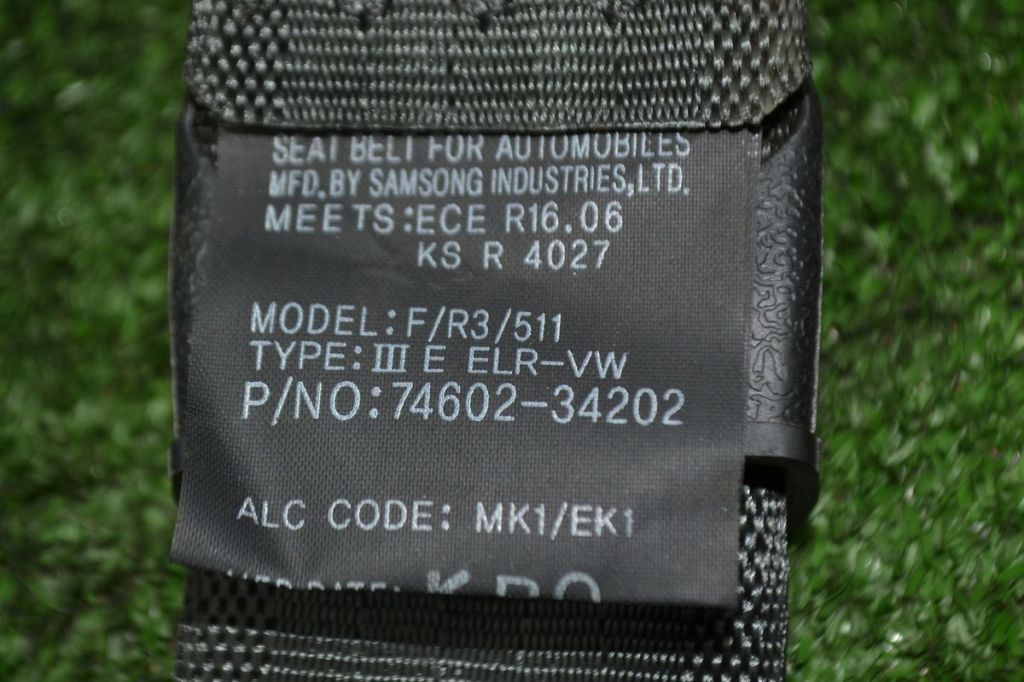 SEAT BELT FOR AUTOMOBILES
MFD. BY SAMSONG INDUSTRIES, LTD.
MEETS:ECE R16.06
KS R 4027
MODEL:F/R3/511
TYPE:Ⅲ E ELR-VW
P/NO:74602-34202
ALC CODE: MK1/EK1
DATE: